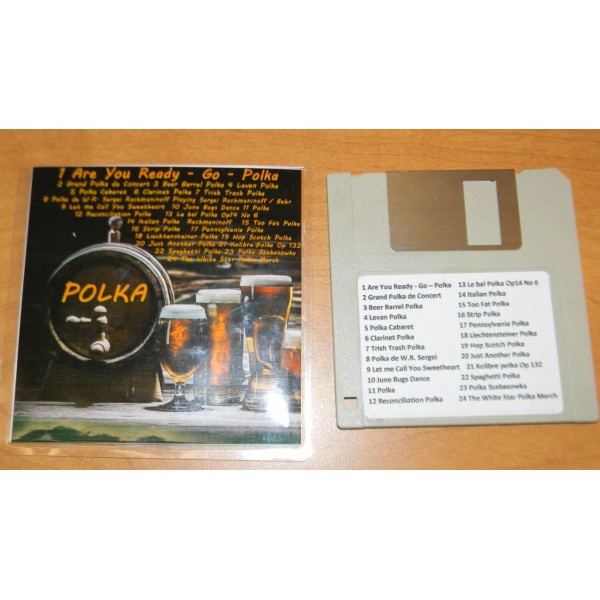 1 Are You Ready - Go - Polka
2 Grand Polka de Concert 3 Beer Barrel Polka 4 Levan Polka
5 Polka Cabaret 6 Clarinet Polka 7 Trish Trash Polka
8 Polka de W.R. Sergei Rachmaninoff Playing Sergei Rachmaninoff / Behr
9 Let me Call You Sweetheart 10 June Bugs Dance 11 Polka
12 Reconciliation Polka 13 Le bal Polka Op14 No 6
14 Italian Polka Rachmaninoff 15 Too Fat Polka
16 Strip Polka 17 Pennsylvania Polka
18 Liechtensteiner Polka 19 Hop Scotch Polka
20 Just Another Polka 21 Kolibre Polka Op 132
22 Spaghetti Polka 23 Polka Szabasowka
24 The White Star Polka March
POLKA
1 Are You Ready - Go – Polka
2 Grand Polka de Concert
3 Beer Barrel Polka
4 Levan Polka
5 Polka Cabaret
6 Clarinet Polka
7 Trish Trash Polka
8 Polka de W.R. Sergei
9 Let me Call You Sweetheart
10 June Bugs Dance
11 Polka
12 Reconciliation Polka
13 Le bal Polka Op14 No 6
14 Italian Polka
15 Too Fat Polka
16 Strip Polka
17 Pennsylvania Polka
18 Liechtensteiner Polka
19 Hop Scotch Polka
20 Just Another Polka
21 Kolibre polka Op 132
22 Spaghetti Polka
23 Polka Szabasowka
24 The White Star Polka March